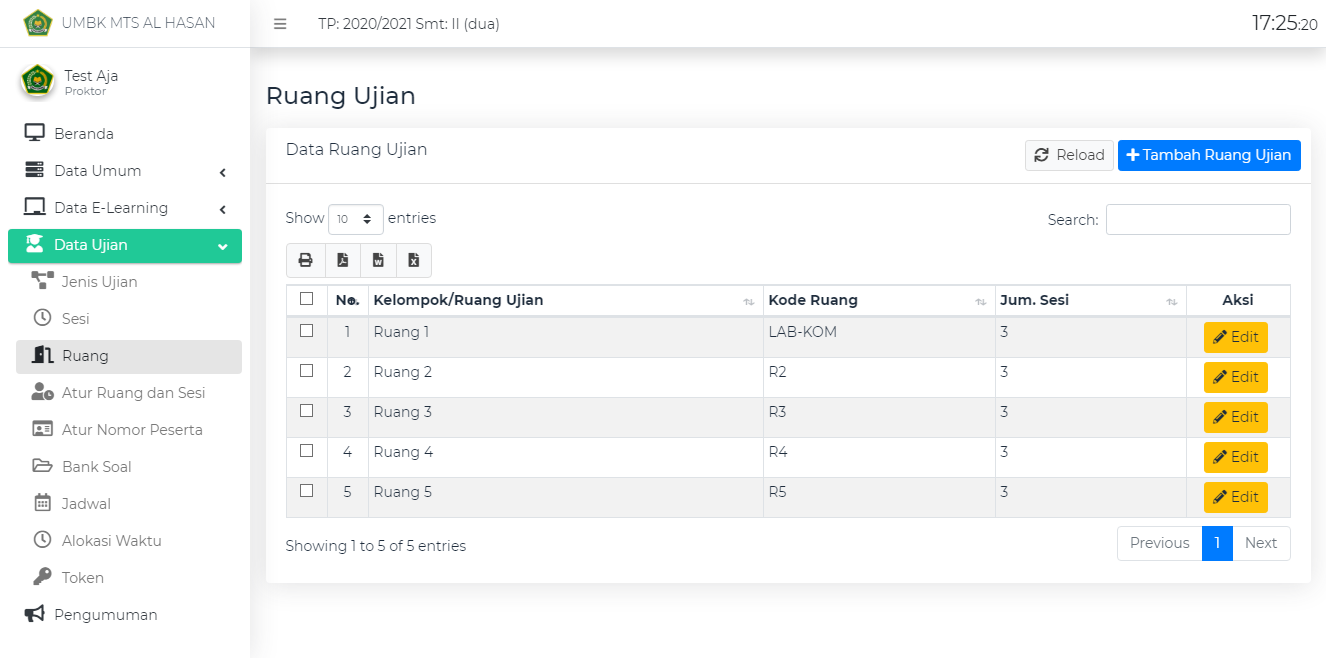 UMBK MTS AL HASAN
TP: 2020/2021 Smt: II (dua)
17:25:20
Test Aja
Proktor
Beranda
Data Umum
Data E-Learning
Data Ujian
Jenis Ujian
Sesi
Ruang
Atur Ruang dan Sesi
Atur Nomor Peserta
Bank Soal
Jadwal
Alokasi Waktu
Token
Pengumuman
Ruang Ujian
Data Ruang Ujian
Reload
Tambah Ruang Ujian
Show 10 entries
Search:
No. Kelompok/Ruang Ujian Kode Ruang Jum. Sesi Aksi
1 Ruang 1 LAB-KOM 3 Edit
2 Ruang 2 R2 3 Edit
3 Ruang 3 R3 3 Edit
4 Ruang 4 R4 3 Edit
5 Ruang 5 R5 3 Edit
Showing 1 to 5 of 5 entries
Previous 1 Next